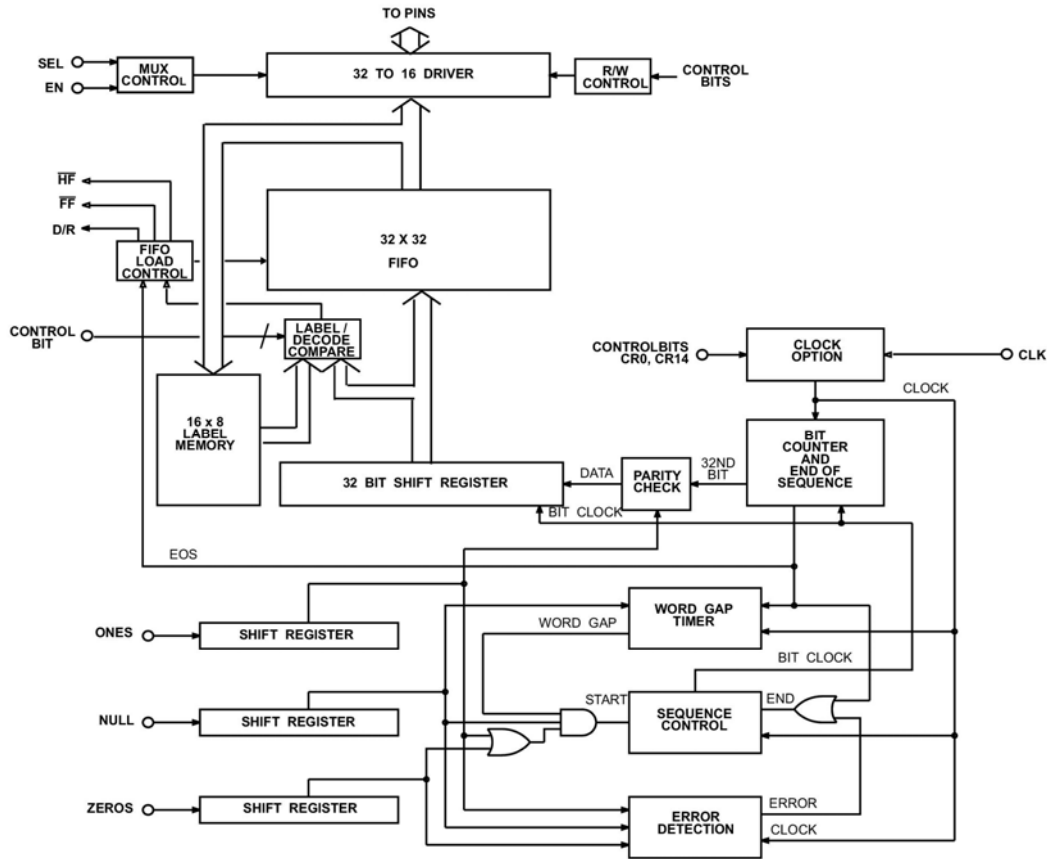 TO PINS
SEL
EN
MUX
CONTROL
32 TO 16 DRIVER
R/W
CONTROL
CONTROL
BITS
HF
FF
D/R
FIFO
LOAD
CONTROL
32 X 32
FIFO
CONTROL
BIT
/
LABEL /
DECODE
COMPARE
CONTROLBITS
CR0, CR14
CLOCK
OPTION
CLK
CLOCK
16 x 8
LABEL
MEMORY
BIT
COUNTER
AND
END OF
SEQUENCE
32ND
BIT
PARITY
CHECK
DATA
32 BIT SHIFT REGISTER
BIT CLOCK
EOS
ONES
SHIFT REGISTER
WORD GAP
WORD GAP
TIMER
BIT CLOCK
NULL
SHIFT REGISTER
START
SEQUENCE
CONTROL
END
ZEROS
SHIFT REGISTER
ERROR
DETECTION
ERROR
CLOCK